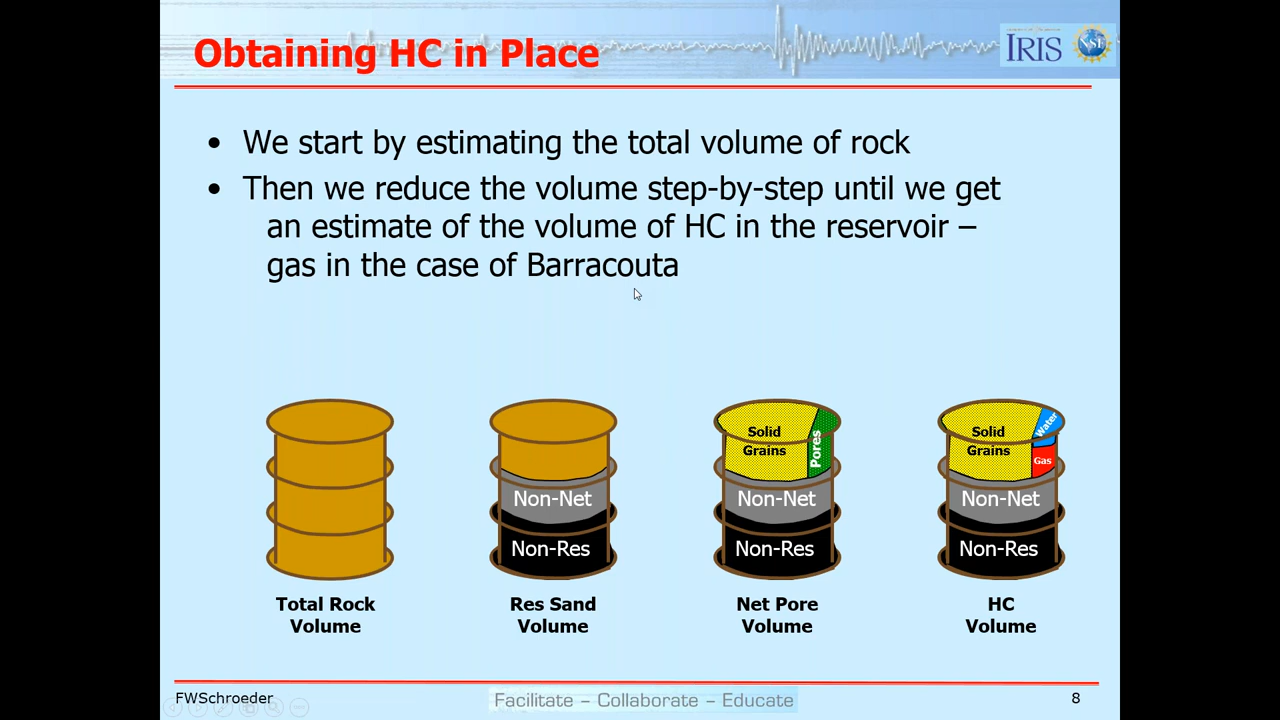 Obtaining HC in Place
IRIS
NSF
• We start by estimating the total volume of rock
• Then we reduce the volume step-by-step until we get
an estimate of the volume of HC in the reservoir –
gas in the case of Barracouta
Non-Net
Non-Res
Solid
Grains
Pores
Non-Net
Non-Res
Solid
Grains
Water
Gas
Non-Net
Non-Res
Total Rock
Volume
Res Sand
Volume
Net Pore
Volume
HC
Volume
FWSchroeder
Facilitate – Collaborate – Educate
8